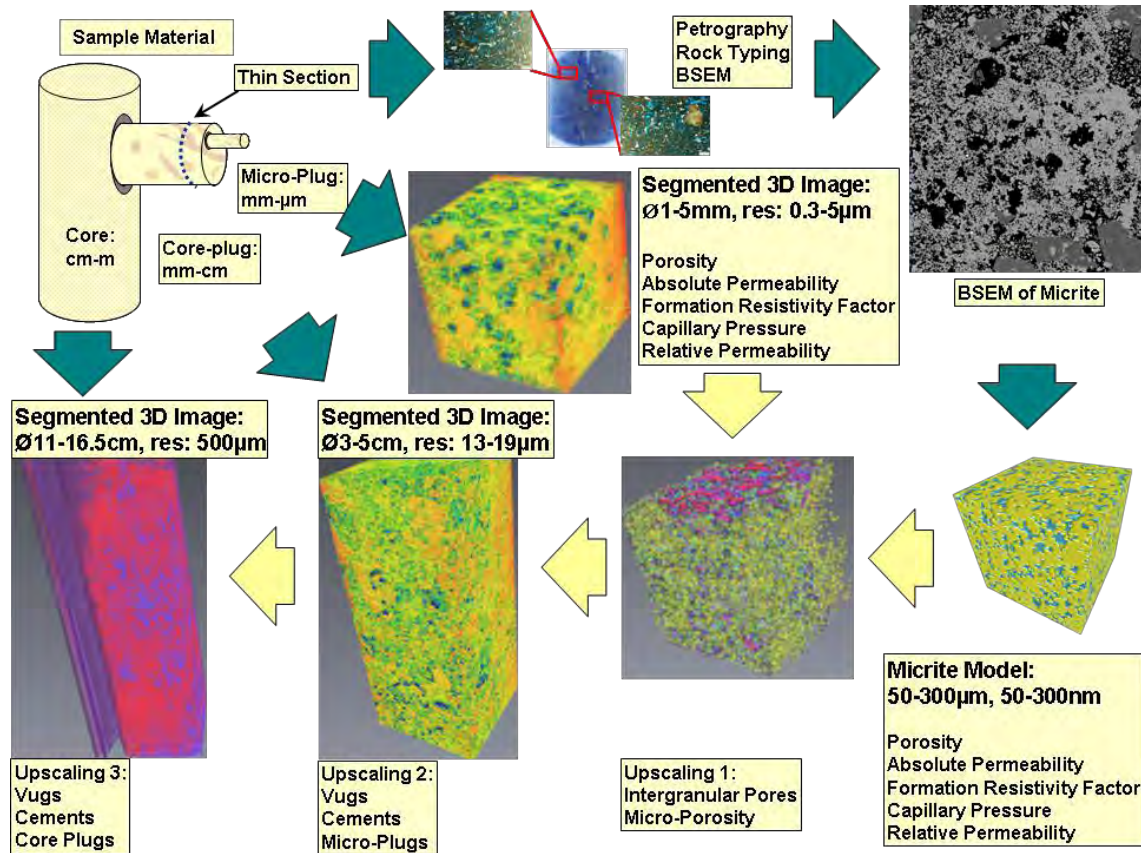 Sample Material
Thin Section
Micro-Plug:
mm-µm
Core:
cm-m
Core-plug:
mm-cm
Petrography
Rock Typing
BSEM
BSEM of Micrite
Segmented 3D Image:
Ø1-5mm, res: 0.3-5µm
Porosity
Absolute Permeability
Formation Resistivity Factor
Capillary Pressure
Relative Permeability
Segmented 3D Image:
Ø11-16.5cm, res: 500µm
Segmented 3D Image:
Ø3-5cm, res: 13-19µm
Upscaling 3:
Vugs
Cements
Core Plugs
Upscaling 2:
Vugs
Cements
Micro-Plugs
Upscaling 1:
Intergranular Pores
Micro-Porosity
Micrite Model:
50-300µm, 50-300nm
Porosity
Absolute Permeability
Formation Resistivity Factor
Capillary Pressure
Relative Permeability